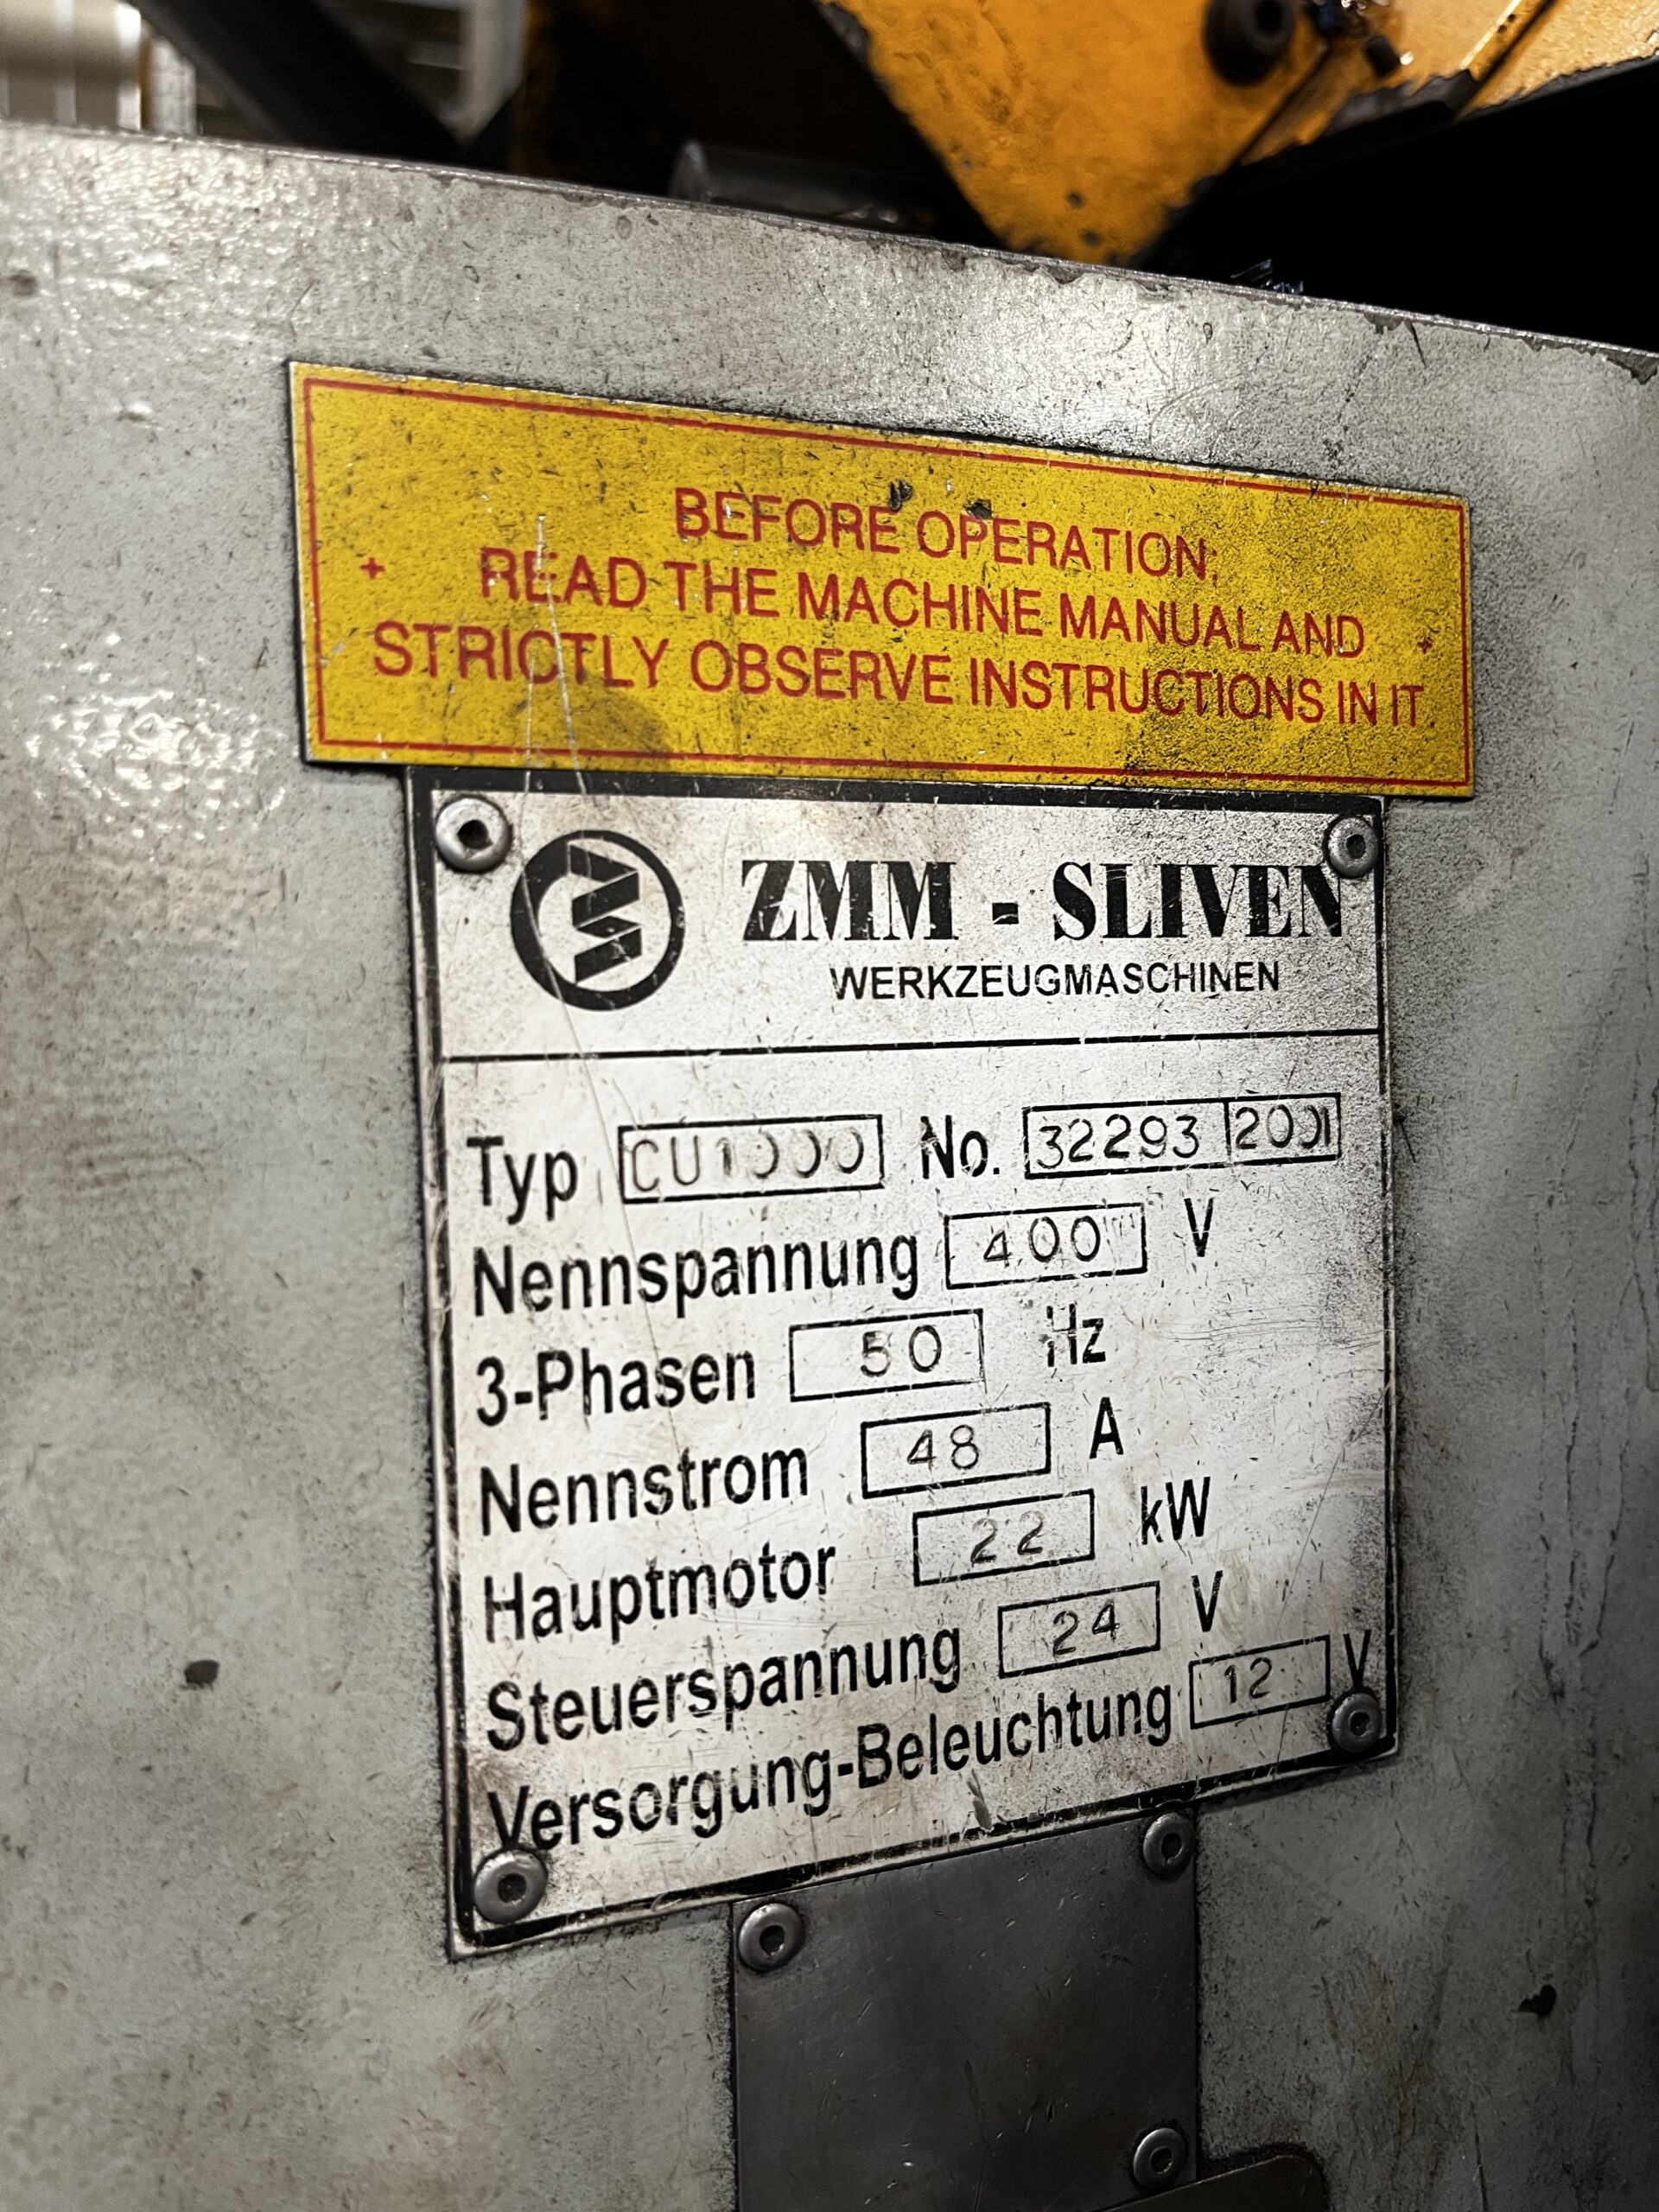 BEFORE OPERATION;
READ THE MACHINE MANUAL AND
STRICTLY OBSERVE INSTRUCTIONS IN IT.
ZMM - SLIVEN
WERKZEUGMASCHINEN
Typ CU1000 No. 32293 2001
Nennspannung 400 V
3-Phasen 50 Hz
Nennstrom 48 A
Hauptmotor 22 kW
Steuerspannung 24 V
Versorgung-Beleuchtung 12 V